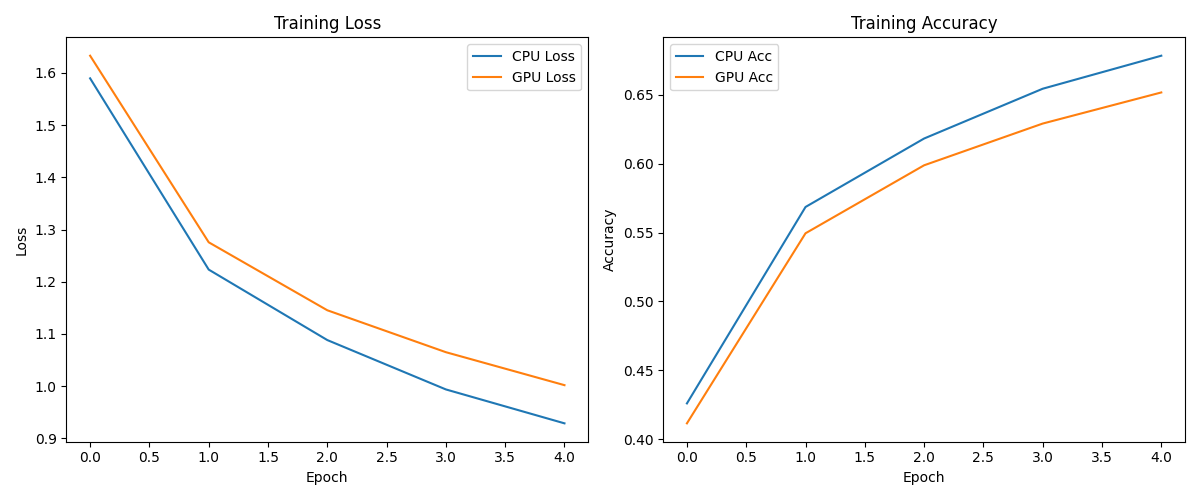 Training Loss
CPU Loss
GPU Loss
1.6
1.5
1.4
1.3
1.2
1.1
1.0
0.9
Loss
0.0 0.5 1.0 1.5 2.0 2.5 3.0 3.5 4.0
Epoch
Training Accuracy
CPU Acc
GPU Acc
0.65
0.60
0.55
0.50
0.45
0.40
Accuracy
0.0 0.5 1.0 1.5 2.0 2.5 3.0 3.5 4.0
Epoch